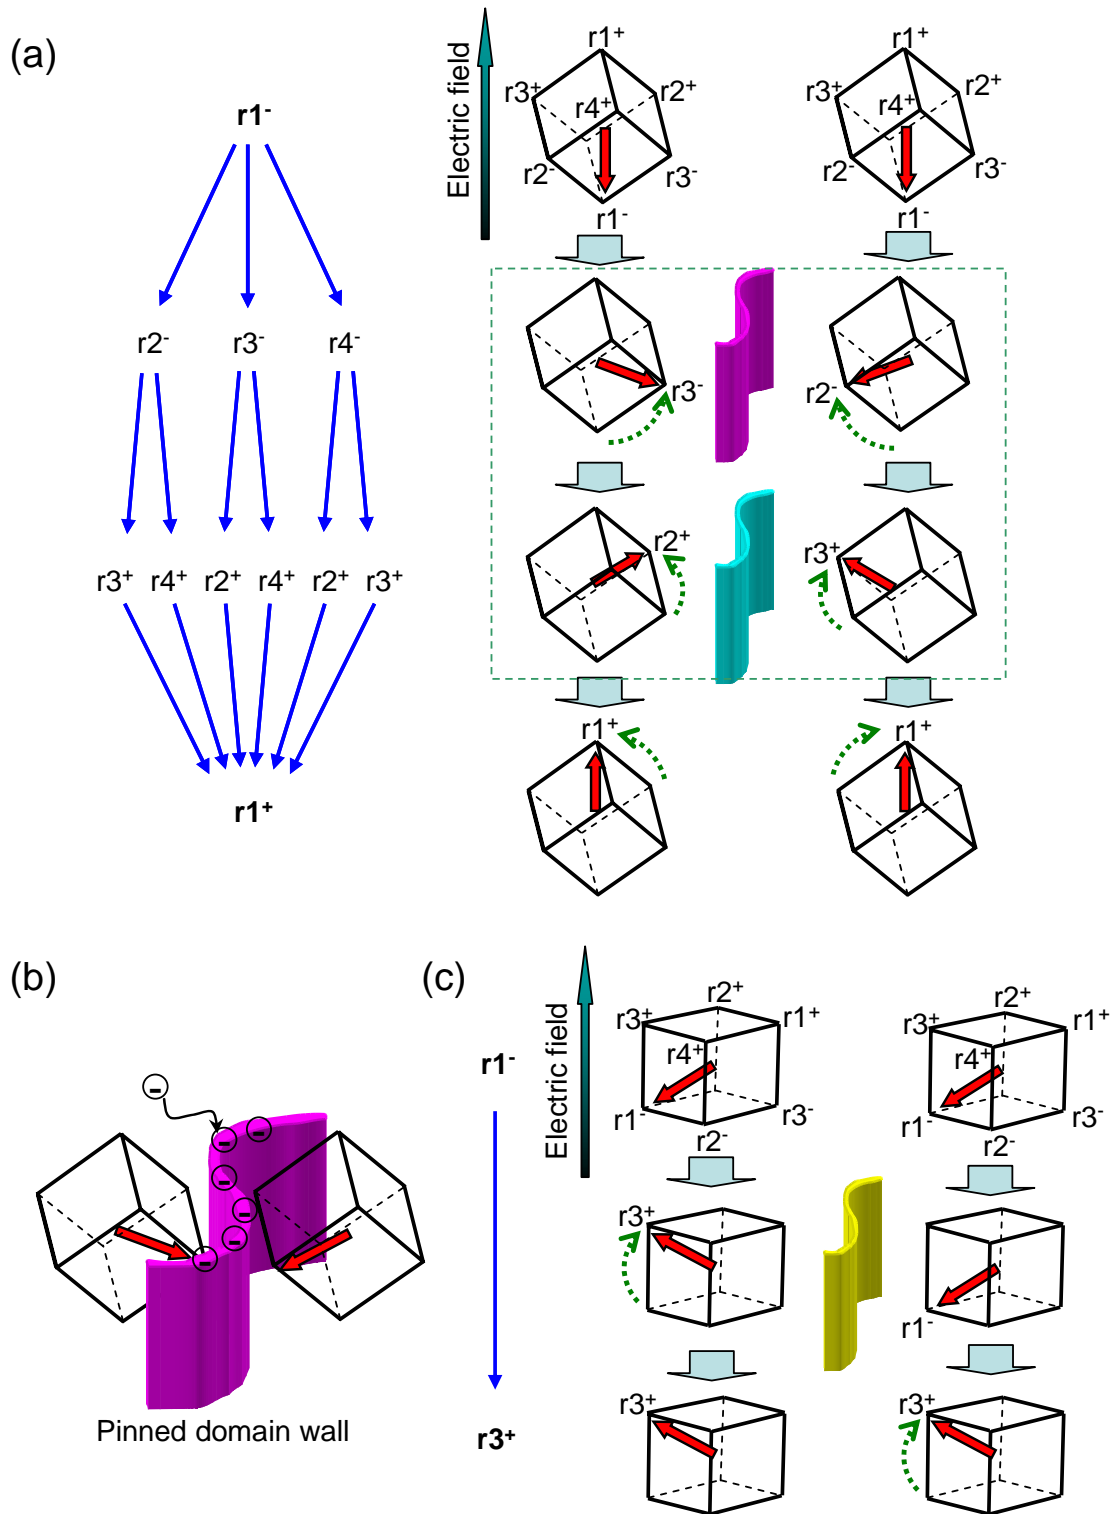 (a)
r1⁻
r2⁻ r3⁻ r4⁻
r3⁺ r4⁺ r2⁺ r4⁺ r2⁺ r3⁺
r1⁺
Electric field
r1⁺
r3⁺
r4⁺
r2⁺
r2⁻
r3⁻
r1⁻
r1⁺
r3⁺
r4⁺
r2⁺
r2⁻
r3⁻
r1⁻
r3⁻
r2⁻
r2⁺
r3⁺
r1⁺
r1⁺
(b)
-
-
-
-
-
-
-
Pinned domain wall
(c)
r1⁻
r3⁺
Electric field
r2⁺
r3⁺
r1⁺
r4⁺
r1⁻
r3⁻
r2⁻
r2⁺
r3⁺
r1⁺
r4⁺
r1⁻
r3⁻
r2⁻
r3⁺
r1⁻
r3⁺
r3⁺